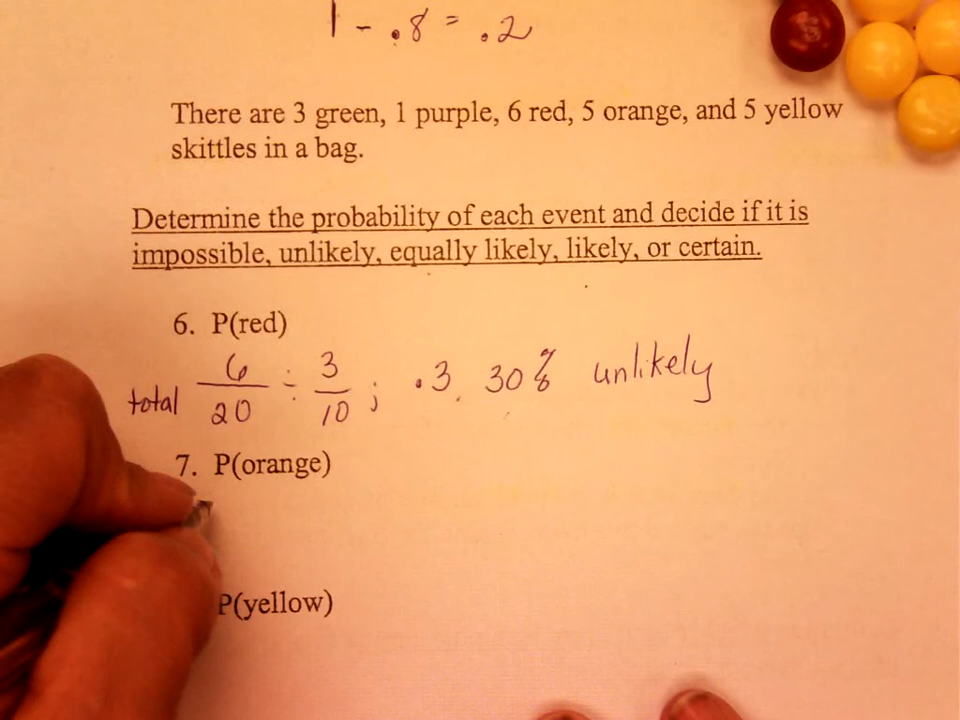 1 - .8 = .2
There are 3 green, 1 purple, 6 red, 5 orange, and 5 yellow
skittles in a bag.
Determine the probability of each event and decide if it is
impossible, unlikely, equally likely, likely, or certain.
6. P(red)
total 6/20 = 3/10 ; .3 30% unlikely
7. P(orange)
P(yellow)